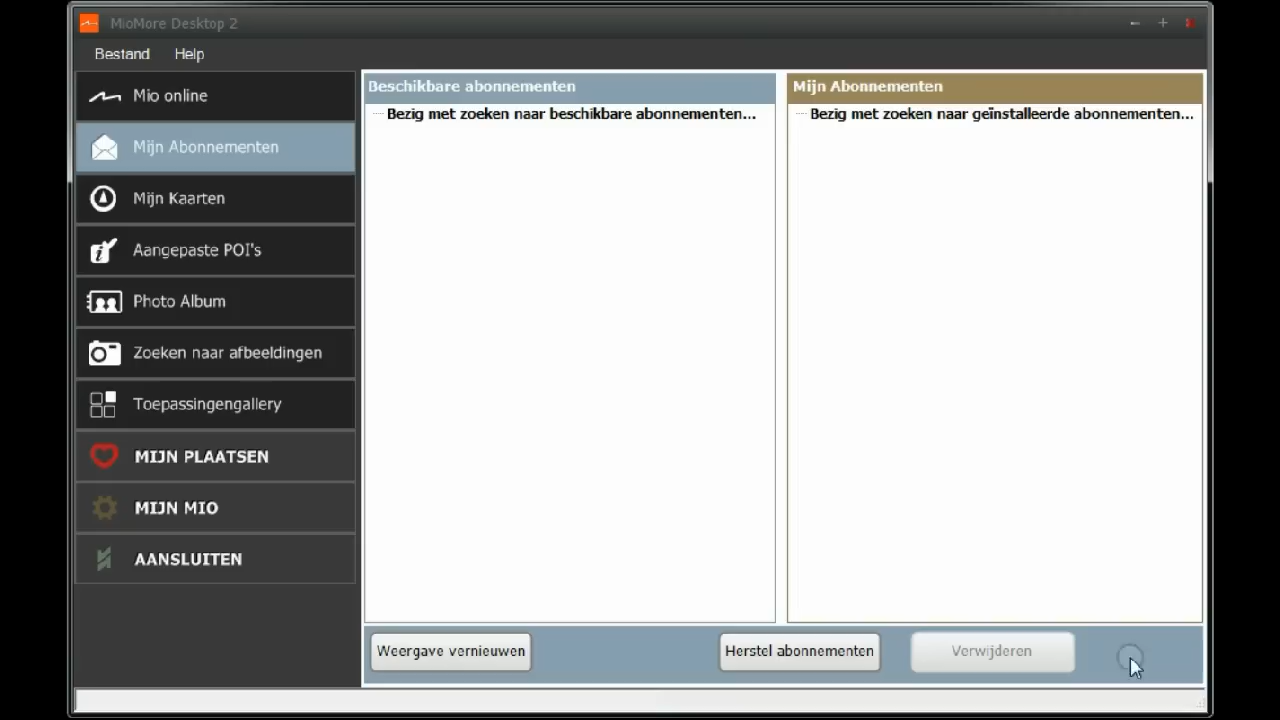 MioMore Desktop 2
Bestand Help
Mio online
Mijn Abonnementen
Mijn Kaarten
Aangepaste POI's
Photo Album
Zoeken naar afbeeldingen
Toepassingengallery
MIJN PLAATSEN
MIJN MIO
AANSLUITEN
Beschikbare abonnementen
Bezig met zoeken naar beschikbare abonnementen...
Mijn Abonnementen
Bezig met zoeken naar geïnstalleerde abonnementen...
Weergave vernieuwen
Herstel abonnementen
Verwijderen